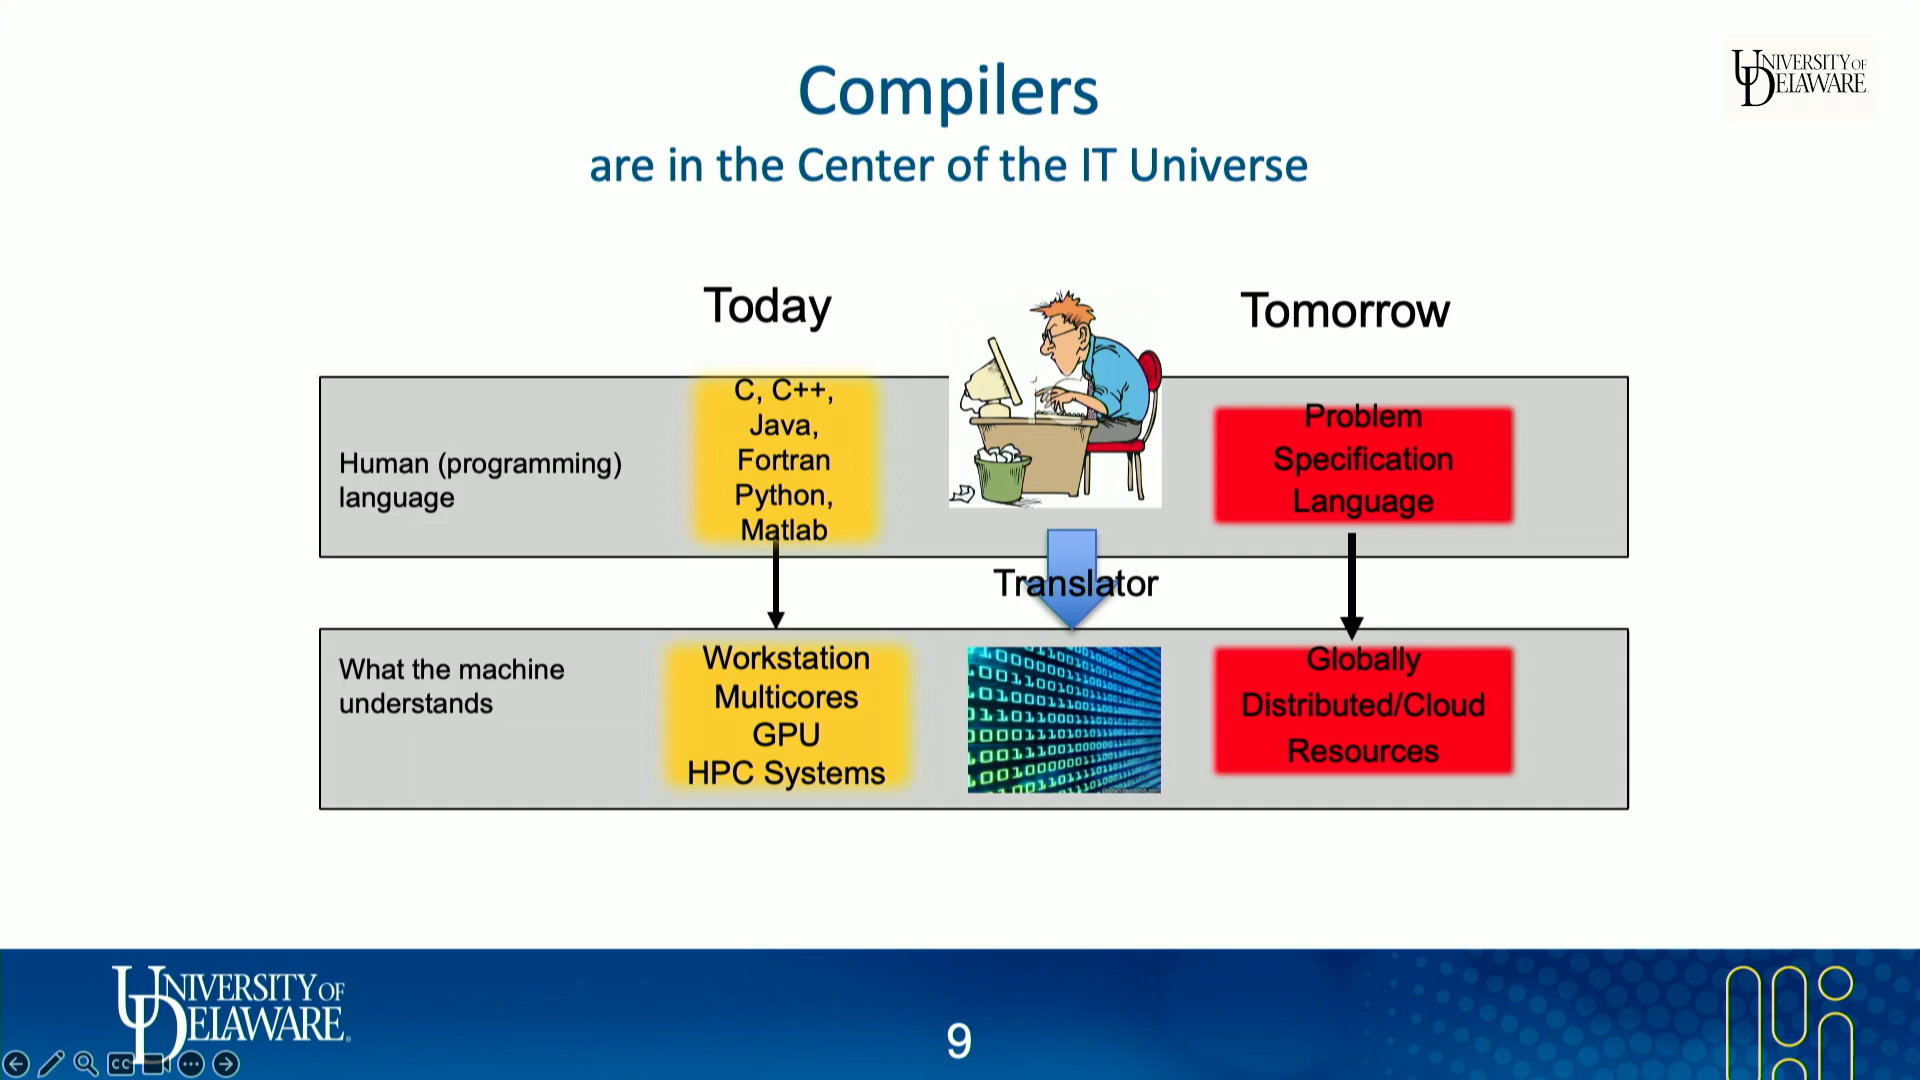 Compilers
are in the Center of the IT Universe
UNIVERSITY OF
DELAWARE
Today
Tomorrow
Human (programming)
language
C, C++,
Java,
Fortran
Python,
Matlab
Problem
Specification
Language
Translator
What the machine
understands
Workstation
Multicores
GPU
HPC Systems
Globally
Distributed/Cloud
Resources
UNIVERSITY OF
DELAWARE
9
CC